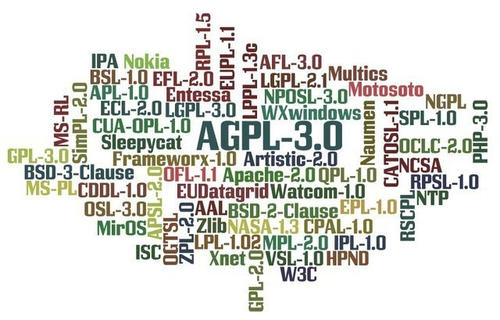 RPL-1.5
EUPL-1.1
LPPL-1.3c
IPA Nokia
AFL-3.0
BSL-1.0 EFL-2.0
LGPL-2.1 Multics
APL-1.0 Entessa
NPOSL-3.0 Motosoto
MS-RL
SimPL-2.0
ECL-2.0 LGPL-3.0
WXwindows
Naumen
CATOSL-1.1
NGPL
SPL-1.0
PHP-3.0
CUA-OPL-1.0
AGPL-3.0
Sleepycat
OCLC-2.0
GPL-3.0
Frameworx-1.0 Artistic-2.0
NCSA
BSD-3-Clause
OFL-1.1 Apache-2.0 QPL-1.0
RPSL-1.0
MS-PL CDDL-1.0
APSL-2.0
EUDatagrid Watcom-1.0
RSCPL
NTP
OSL-3.0
OGTSL
ZPL-2.0
AAL BSD-2-Clause EPL-1.0
MirOS
Zlib NASA-1.3 CPAL-1.0
ISC
LPL-1.02 MPL-2.0 IPL-1.0
Xnet
GPL-2.0
VSL-1.0 HPND
W3C